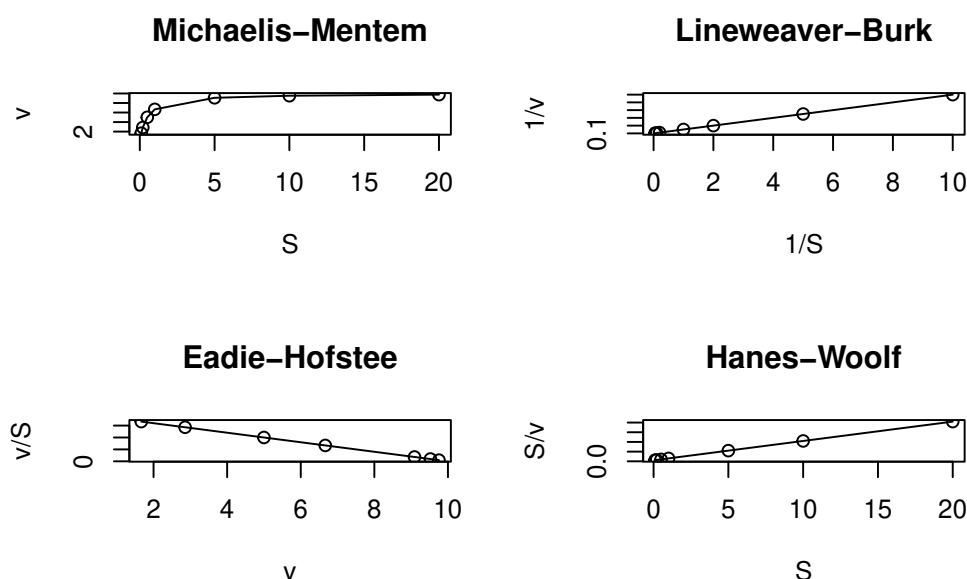 Michaelis−Mentem
v
2
0 5 10 15 20
S
Lineweaver−Burk
1/v
0.1
0 2 4 6 8 10
1/S
Eadie−Hofstee
v/S
0
2 4 6 8 10
v
Hanes−Woolf
S/v
0.0
0 5 10 15 20
S